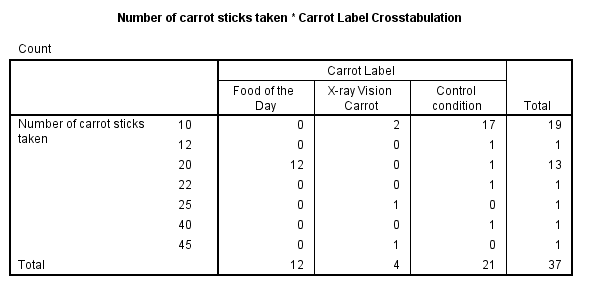 Number of carrot sticks taken * Carrot Label Crosstabulation
Count
Carrot Label
Food of the Day X-ray Vision Carrot Control condition Total
Number of carrot sticks taken 10 0 2 17 19
12 0 0 1 1
20 12 0 1 13
22 0 0 1 1
25 0 1 0 1
40 0 0 1 1
45 0 1 0 1
Total 12 4 21 37